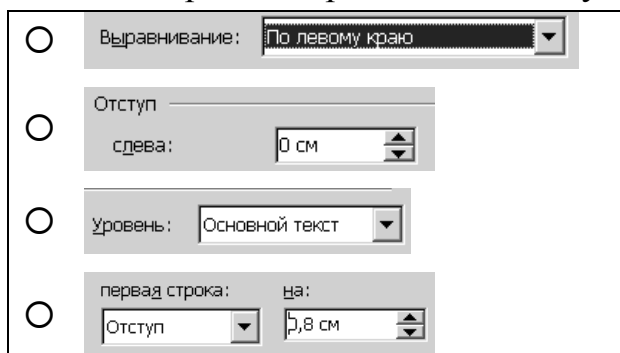 Выравнивание: По левому краю
Отступ
слева: 0 см
Уровень: Основной текст
первая строка: на:
Отступ 0,8 см